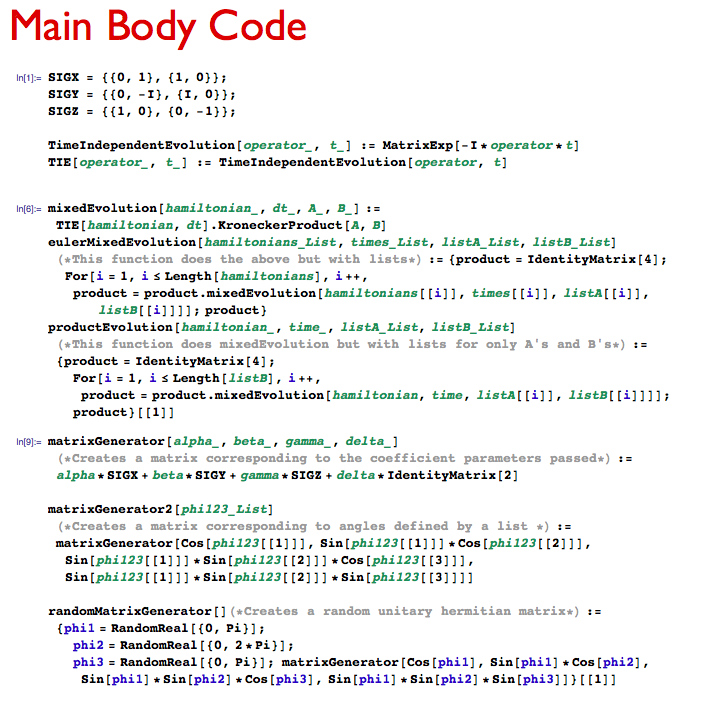 Main Body Code
In[1]:= SIGX = {{0, 1}, {1, 0}};
SIGY = {{0, -I}, {I, 0}};
SIGZ = {{1, 0}, {0, -1}};
TimeIndependentEvolution[operator_, t_] := MatrixExp[-I*operator*t]
TIE[operator_, t_] := TimeIndependentEvolution[operator, t]
In[6]:= mixedEvolution[hamiltonian_, dt_, A_, B_] :=
TIE[hamiltonian, dt].KroneckerProduct[A, B]
eulerMixedEvolution[hamiltonians_List, times_List, listA_List, listB_List]
(*This function does the above but with lists*) := {product = IdentityMatrix[4];
For[i = 1, i ≤ Length[hamiltonians], i++,
product = product.mixedEvolution[hamiltonians[[i]], times[[i]], listA[[i]],
listB[[i]]]]; product}
productEvolution[hamiltonian_, time_, listA_List, listB_List]
(*This function does mixedEvolution but with lists for only A's and B's*) :=
{product = IdentityMatrix[4];
For[i = 1, i ≤ Length[listB], i++,
product = product.mixedEvolution[hamiltonian, time, listA[[i]], listB[[i]]]];
product}[[1]]
In[9]:= matrixGenerator[alpha_, beta_, gamma_, delta_]
(*Creates a matrix corresponding to the coefficient parameters passed*) :=
alpha*SIGX + beta*SIGY + gamma*SIGZ + delta*IdentityMatrix[2]
matrixGenerator2[phi123_List]
(*Creates a matrix corresponding to angles defined by a list *) :=
matrixGenerator[Cos[phi123[[1]]], Sin[phi123[[1]]]*Cos[phi123[[2]]],
Sin[phi123[[1]]]*Sin[phi123[[2]]]*Cos[phi123[[3]]],
Sin[phi123[[1]]]*Sin[phi123[[2]]]*Sin[phi123[[3]]]]
randomMatrixGenerator[](*Creates a random unitary hermitian matrix*) :=
{phi1 = RandomReal[{0, Pi}];
phi2 = RandomReal[{0, 2*Pi}];
phi3 = RandomReal[{0, Pi}]; matrixGenerator[Cos[phi1], Sin[phi1]*Cos[phi2],
Sin[phi1]*Sin[phi2]*Cos[phi3], Sin[phi1]*Sin[phi2]*Sin[phi3]]}[[1]]